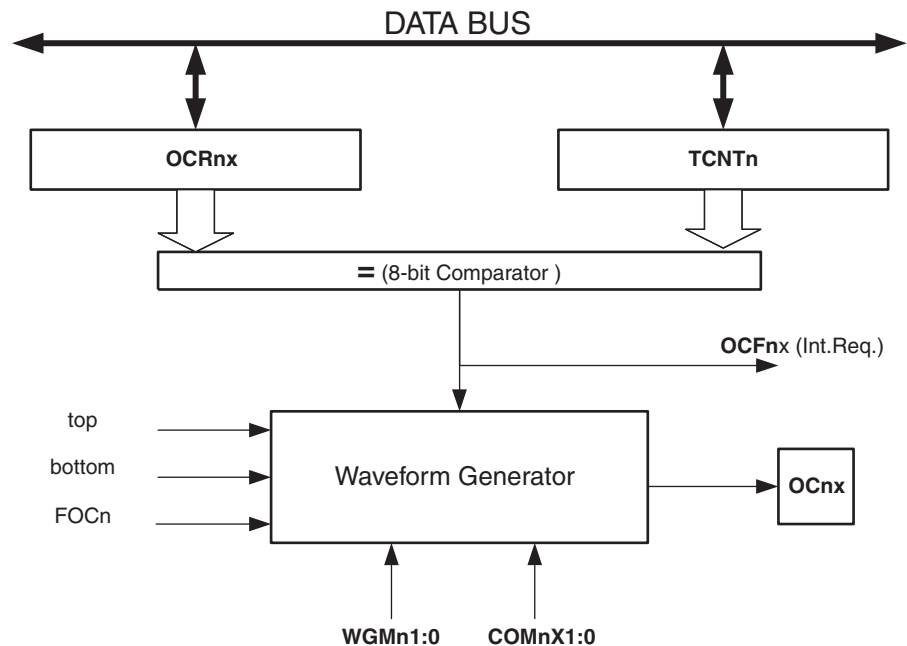 DATA BUS
OCRnx
TCNTn
= (8-bit Comparator )
OCFnx (Int.Req.)
top
bottom
FOCn
Waveform Generator
OCnx
WGMn1:0
COMnX1:0